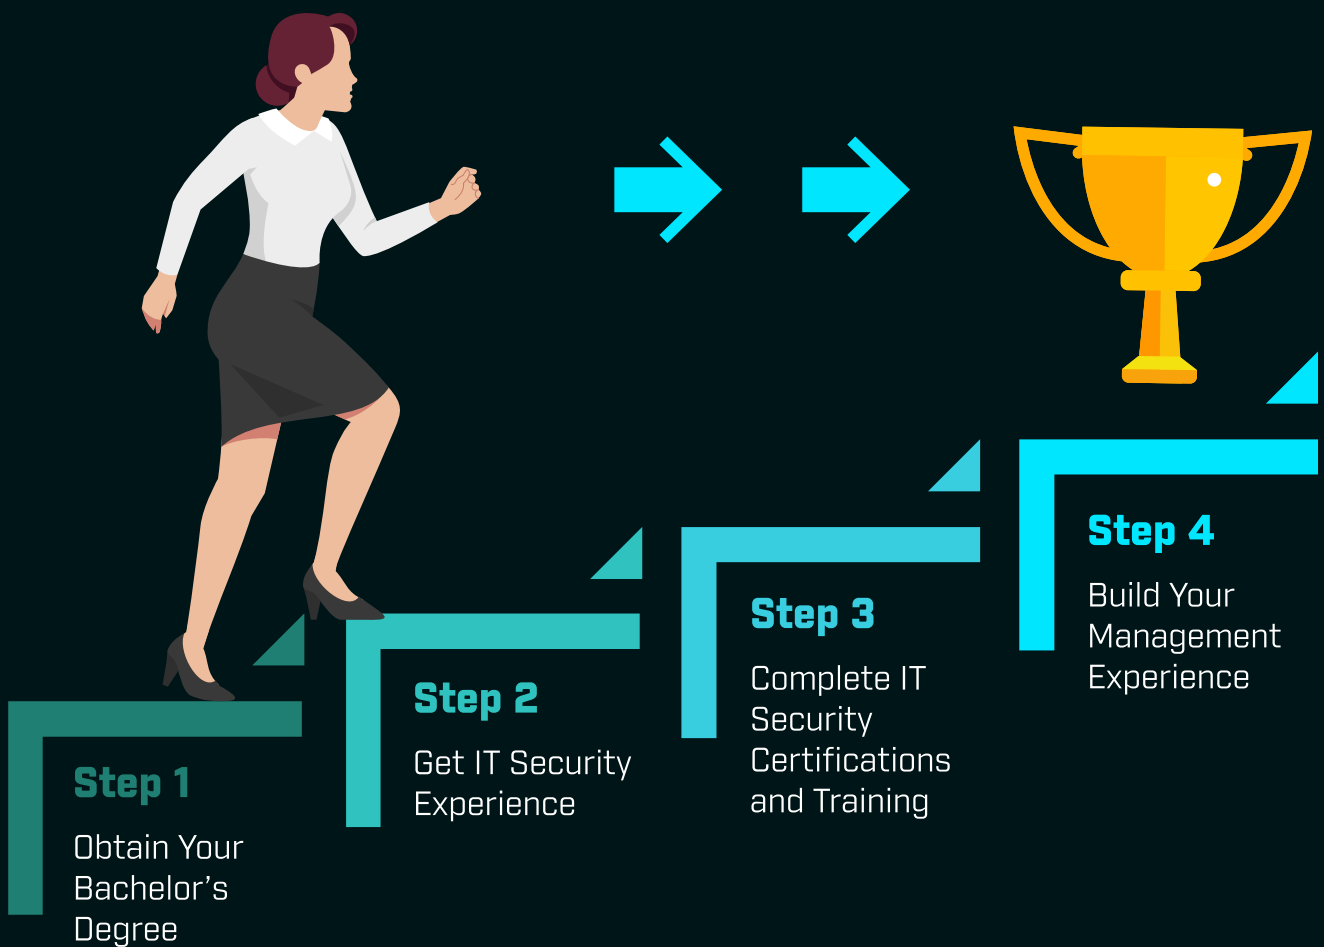 Step 1
Obtain Your
Bachelor’s
Degree
Step 2
Get IT Security
Experience
Step 3
Complete IT
Security
Certifications
and Training
Step 4
Build Your
Management
Experience